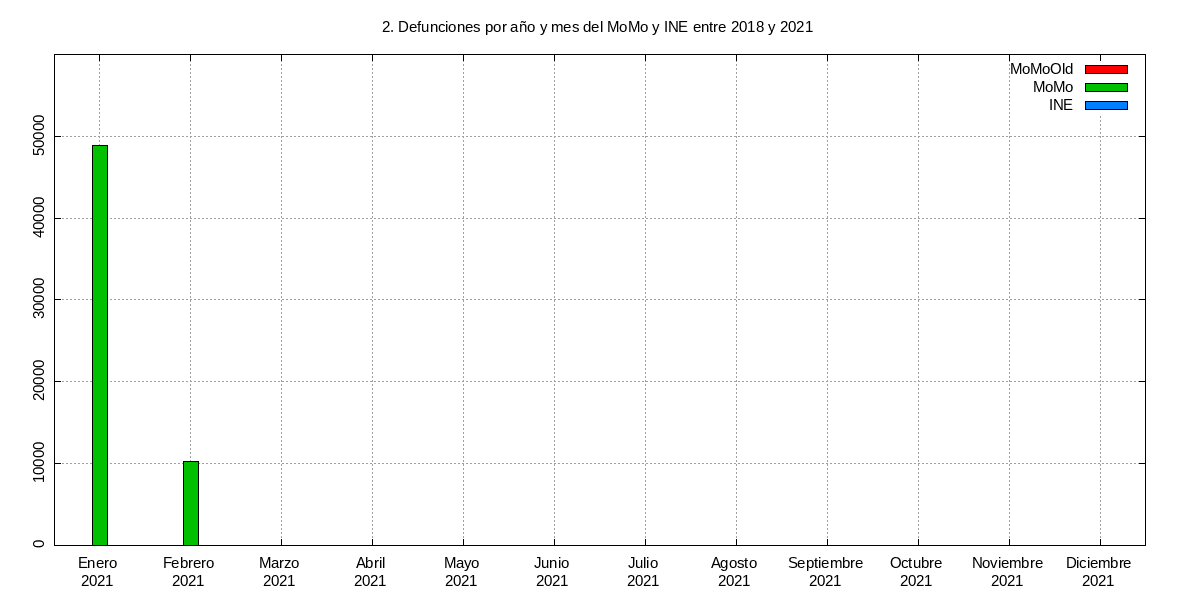 2. Defunciones por año y mes del MoMo y INE entre 2018 y 2021
MoMoOld
MoMo
INE
50000
40000
30000
20000
10000
0
Enero Febrero Marzo Abril Mayo Junio Julio Agosto Septiembre Octubre Noviembre Diciembre
2021 2021 2021 2021 2021 2021 2021 2021 2021 2021 2021 2021